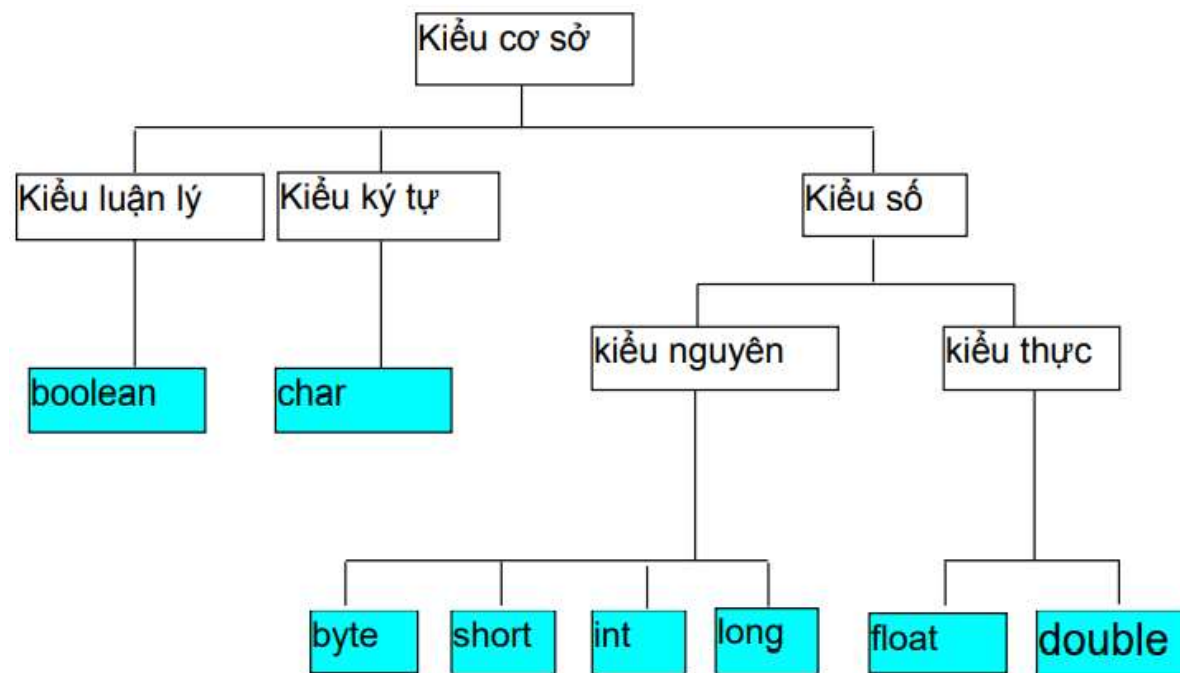 Kiểu cơ sở
Kiểu luận lý
Kiểu ký tự
Kiểu số
kiểu nguyên
kiểu thực
boolean
char
byte
short
int
long
float
double